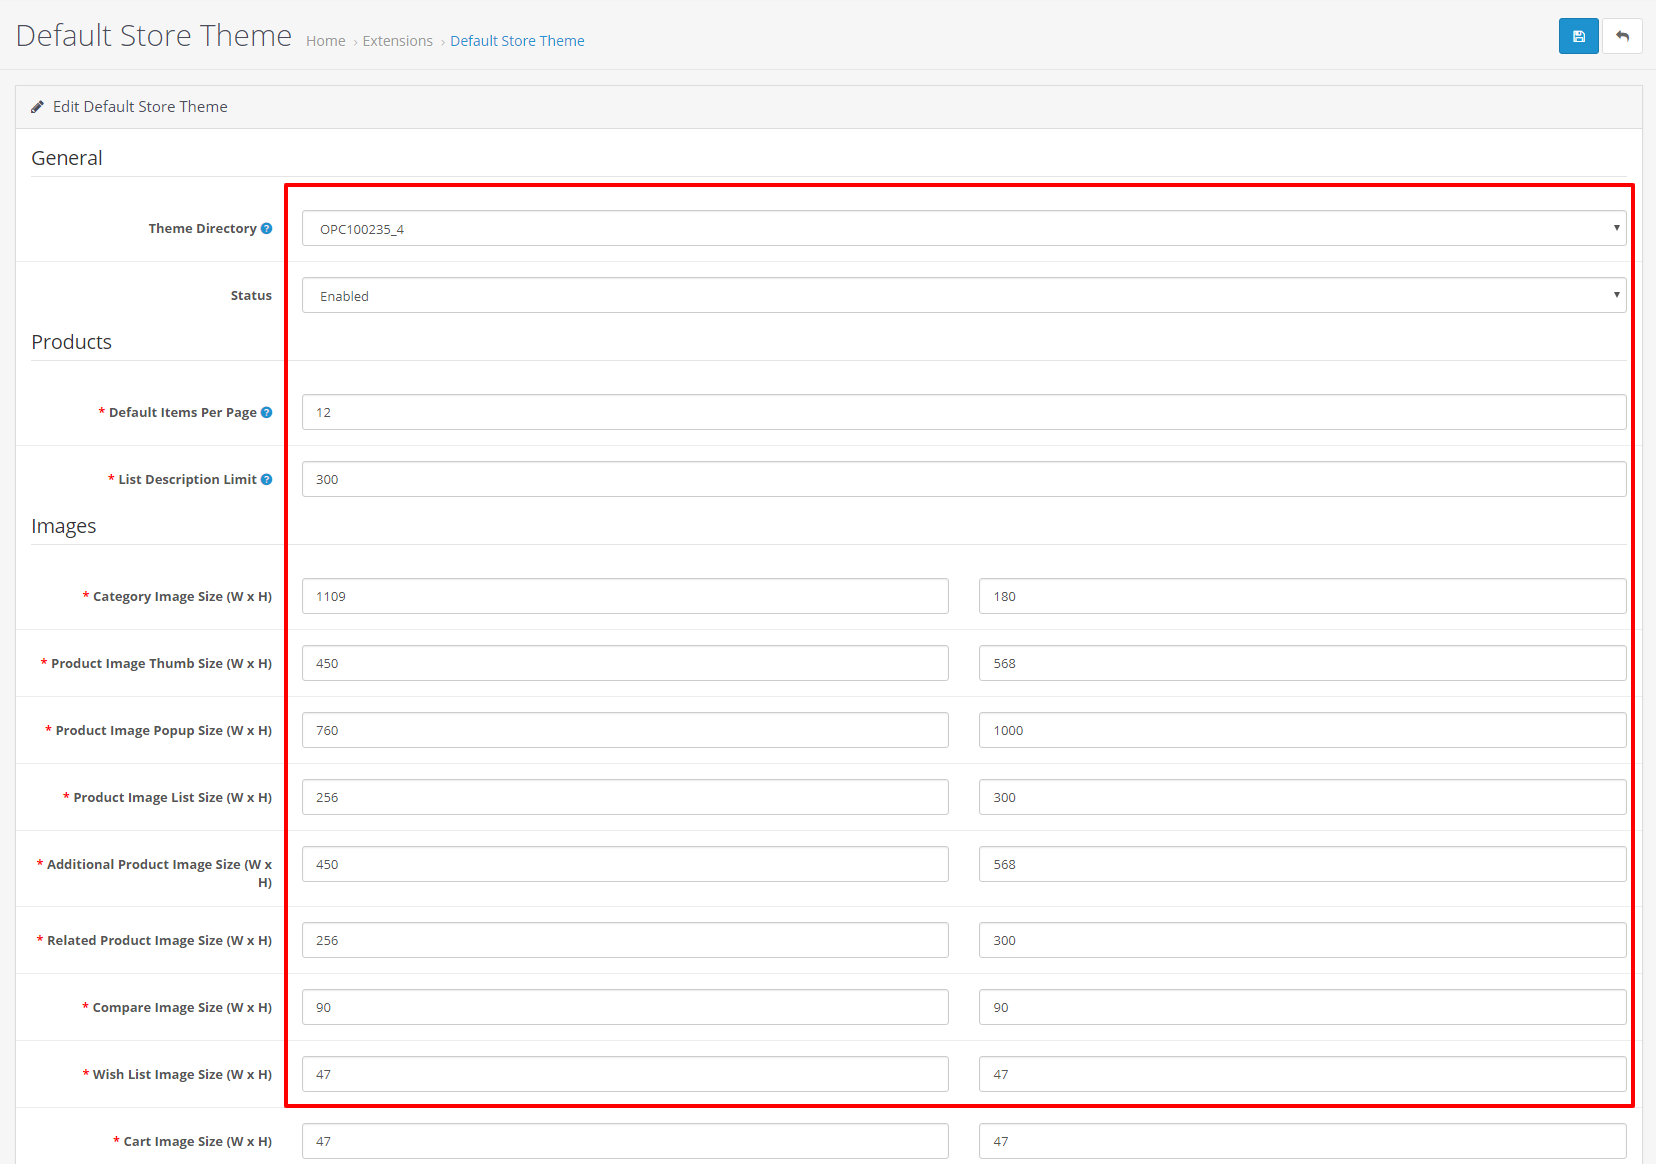 Default Store Theme Home › Extensions › Default Store Theme
Edit Default Store Theme
General
Theme Directory ? OPC100235_4
Status Enabled
Products
* Default Items Per Page ? 12
* List Description Limit ? 300
Images
* Category Image Size (W x H) 1109 180
* Product Image Thumb Size (W x H) 450 568
* Product Image Popup Size (W x H) 760 1000
* Product Image List Size (W x H) 256 300
* Additional Product Image Size (W x 450 568
H)
* Related Product Image Size (W x H) 256 300
* Compare Image Size (W x H) 90 90
* Wish List Image Size (W x H) 47 47
* Cart Image Size (W x H) 47 47